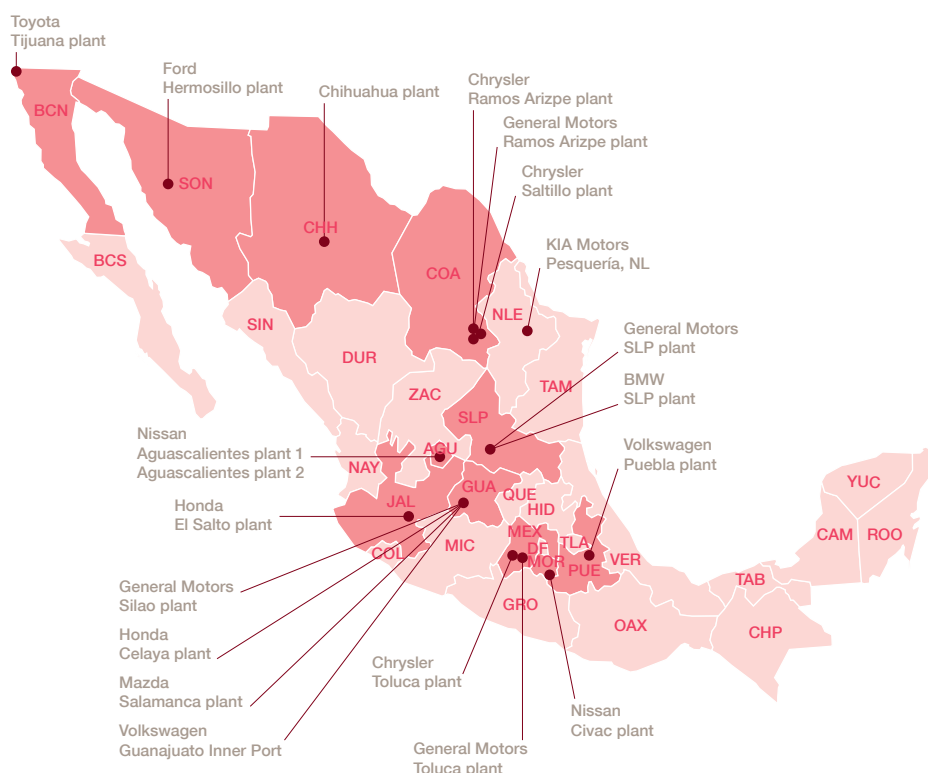 Toyota
Tijuana plant
Ford
Hermosillo plant
Chihuahua plant
Chrysler
Ramos Arizpe plant
General Motors
Ramos Arizpe plant
Chrysler
Saltillo plant
KIA Motors
Pesquería, NL
General Motors
SLP plant
BMW
SLP plant
Volkswagen
Puebla plant
BCN
SON
CHH
COA
BCS
SIN
NLE
DUR
ZAC
TAM
SLP
Nissan
Aguascalientes plant 1
Aguascalientes plant 2
AGU
NAY
GUA
QUE
HID
YUC
Honda
El Salto plant
JAL
MEX
DF
MOR
TLA
PUE
VER
CAM
ROO
COL
MIC
TAB
GRO
OAX
CHP
General Motors
Silao plant
Honda
Celaya plant
Mazda
Salamanca plant
Volkswagen
Guanajuato Inner Port
Chrysler
Toluca plant
General Motors
Toluca plant
Nissan
Civac plant